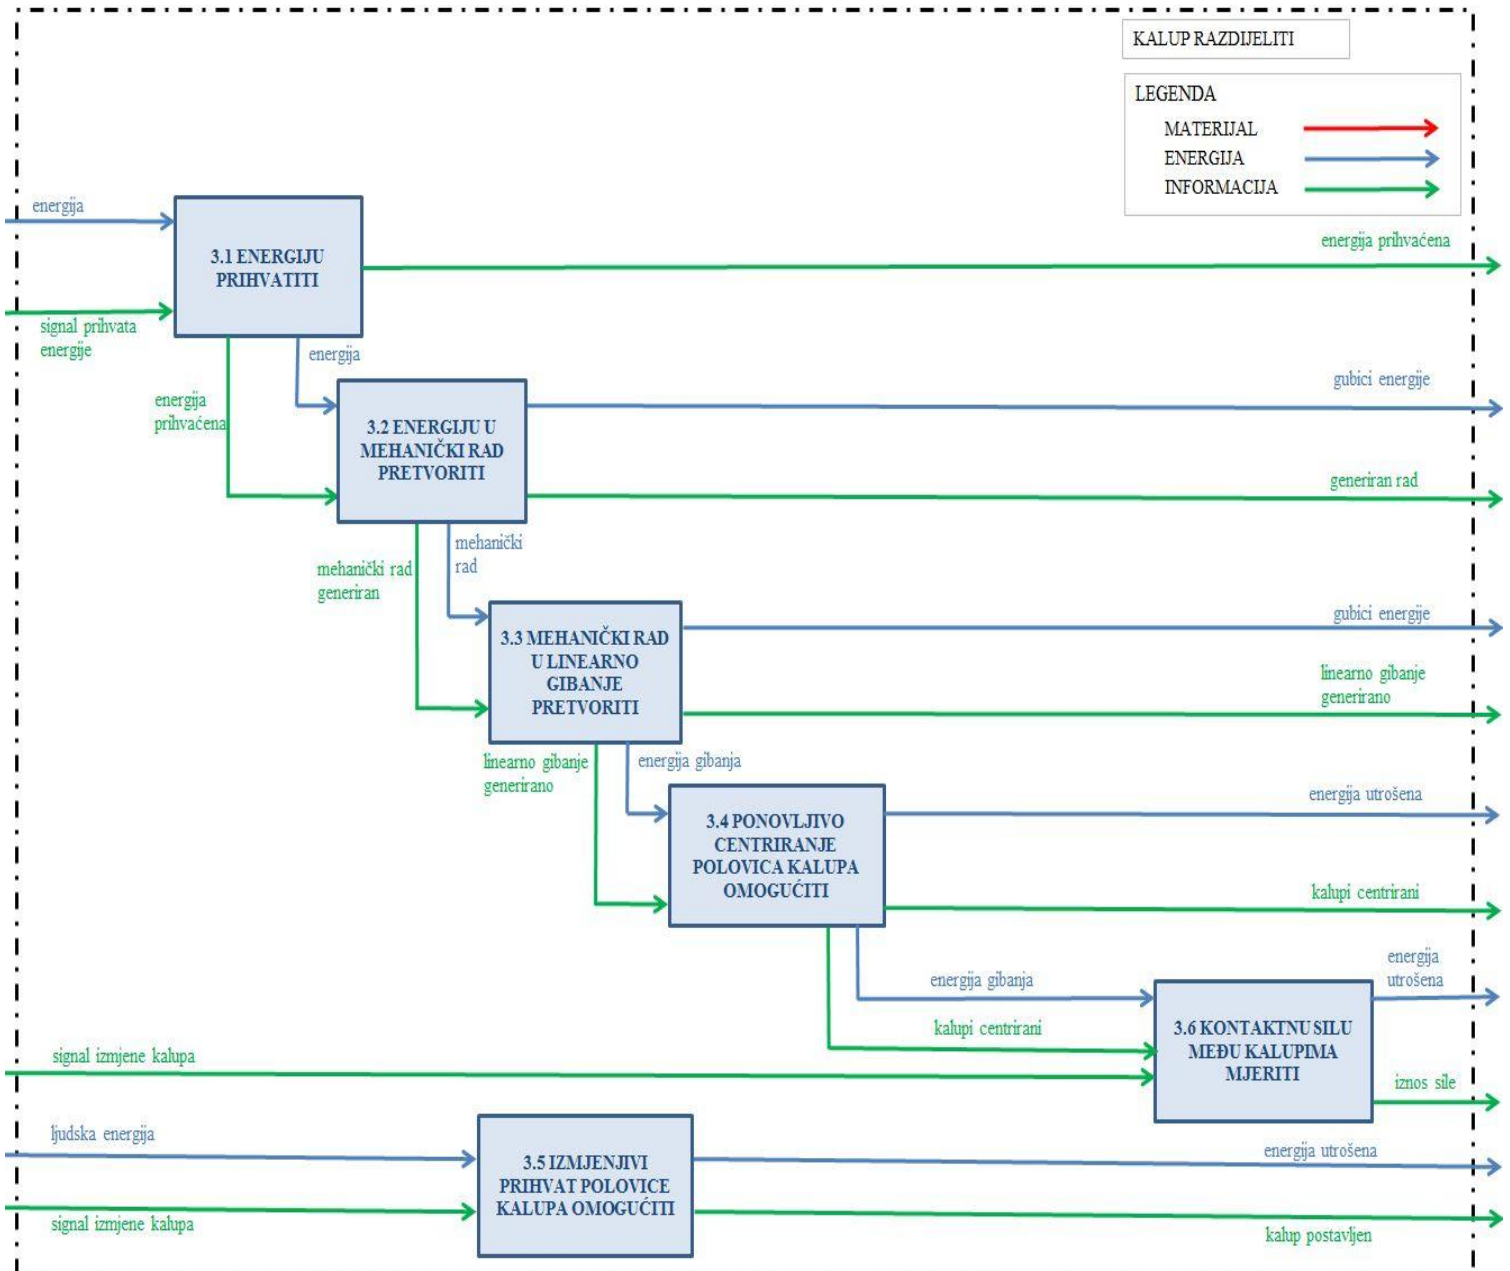 KALUP RAZDIJELITI
LEGENDA
MATERIJAL
ENERGIJA
INFORMACIJA
energija
3.1 ENERGIJU
PRIHVATITI
energija prihvaćena
signal prihvata
energije
energija
energija
prihvaćena
gubici energije
3.2 ENERGIJU U
MEHANIČKI RAD
PRETVORITI
generiran rad
mehanički
rad
mehanički rad
generiran
gubici energije
3.3 MEHANIČKI RAD
U LINEARNO
GIBANJE
PRETVORITI
linearno gibanje
generirano
linearno gibanje
generirano
energija gibanja
energija utrošena
3.4 PONOVLJIVO
CENTRIRANJE
POLOVICA KALUPA
OMOGUĆITI
kalupi centrirani
energija gibanja
energija
utrošena
kalupi centrirani
3.6 KONTAKTNU SILU
MEĐU KALUPIMA
MJERITI
signal izmjene kalupa
iznos sile
ljudska energija
energija utrošena
3.5 IZMJENJIVI
PRIHVAT POLOVICE
KALUPA OMOGUĆITI
signal izmjene kalupa
kalup postavljen